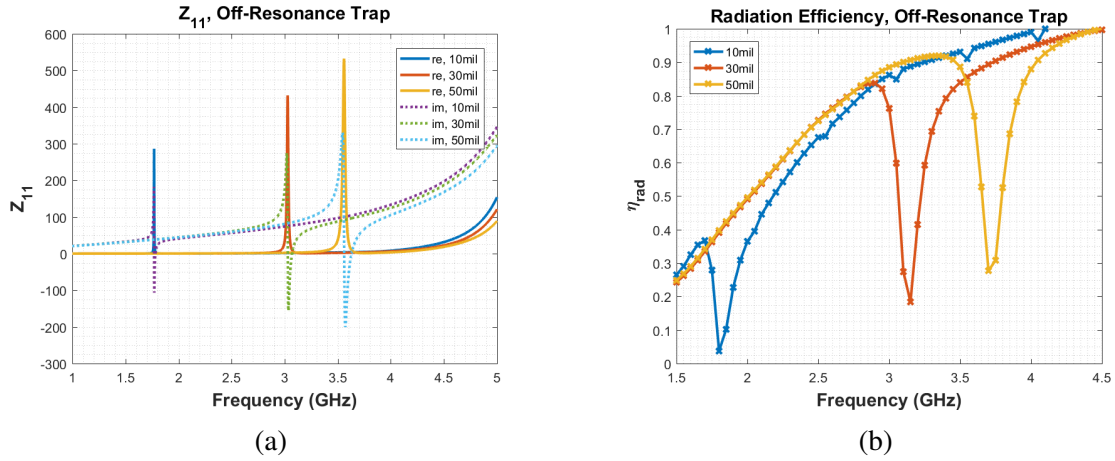 Z11, Off-Resonance Trap
600
500
400
300
200
100
0
-100
-200
-300
Z11
re, 10mil
re, 30mil
re, 50mil
im, 10mil
im, 30mil
im, 50mil
1
1.5
2
2.5
3
3.5
4
4.5
5
Frequency (GHz)
(a)
Radiation Efficiency, Off-Resonance Trap
1
0.9
0.8
0.7
0.6
0.5
0.4
0.3
0.2
0.1
0
ηrad
10mil
30mil
50mil
1.5
2
2.5
3
3.5
4
4.5
Frequency (GHz)
(b)